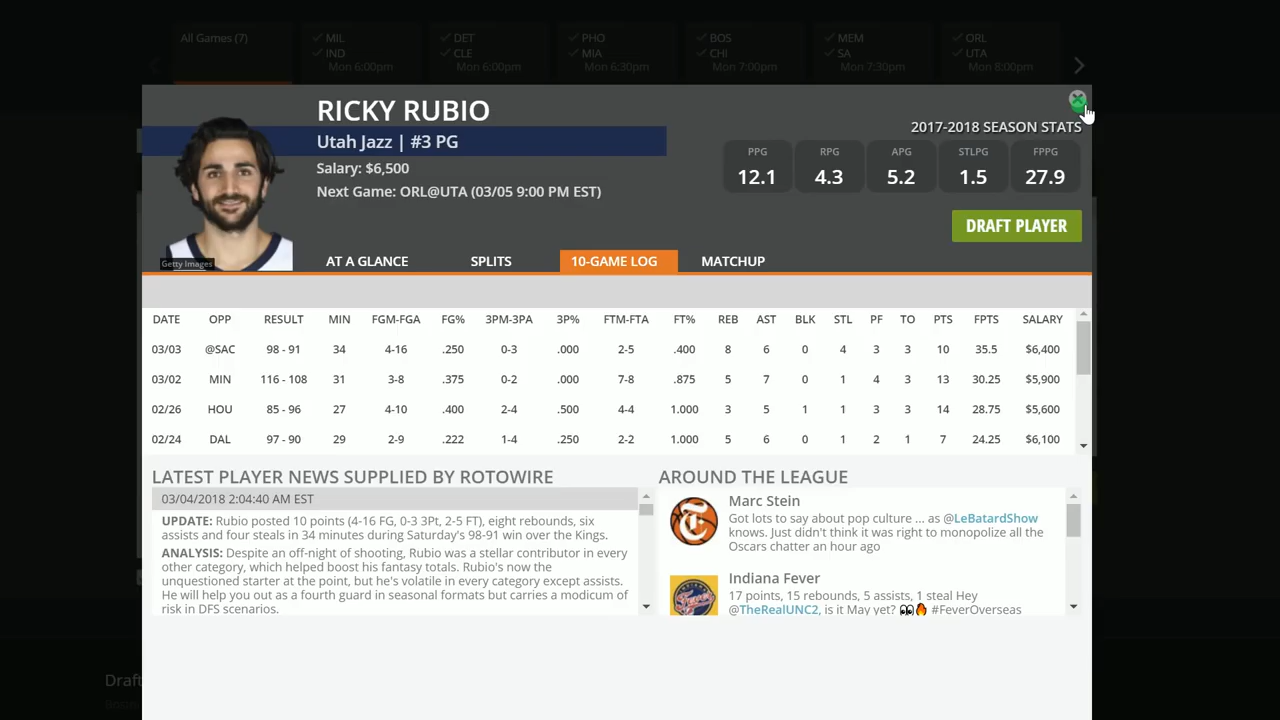 All Games (7)
MIL
IND
Mon 6:00pm
DET
CLE
Mon 6:00pm
PHO
MIA
Mon 6:30pm
BOS
CHI
Mon 7:00pm
MEM
SA
Mon 7:30pm
ORL
UTA
Mon 8:00pm
RICKY RUBIO
Utah Jazz | #3 PG
Salary: $6,500
Next Game: ORL@UTA (03/05 9:00 PM EST)
Getty Images
2017-2018 SEASON STATS
PPG RPG APG STLPG FPPG
12.1 4.3 5.2 1.5 27.9
DRAFT PLAYER
AT A GLANCE SPLITS 10-GAME LOG MATCHUP
DATE OPP RESULT MIN FGM-FGA FG% 3PM-3PA 3P% FTM-FTA FT% REB AST BLK STL PF TO PTS FPTS SALARY
03/03 @SAC 98 - 91 34 4-16 .250 0-3 .000 2-5 .400 8 6 0 4 3 3 10 35.5 $6,400
03/02 MIN 116 - 108 31 3-8 .375 0-2 .000 7-8 .875 5 7 0 1 4 3 13 30.25 $5,900
02/26 HOU 85 - 96 27 4-10 .400 2-4 .500 4-4 1.000 3 5 1 1 3 3 14 28.75 $5,600
02/24 DAL 97 - 90 29 2-9 .222 1-4 .250 2-2 1.000 5 6 0 1 2 1 7 24.25 $6,100
LATEST PLAYER NEWS SUPPLIED BY ROTOWIRE
03/04/2018 2:04:40 AM EST
UPDATE: Rubio posted 10 points (4-16 FG, 0-3 3Pt, 2-5 FT), eight rebounds, six
assists and four steals in 34 minutes during Saturday's 98-91 win over the Kings.
ANALYSIS: Despite an off-night of shooting, Rubio was a stellar contributor in every
other category, which helped boost his fantasy totals. Rubio's now the
unquestioned starter at the point, but he's volatile in every category except assists.
He will help you out as a fourth guard in seasonal formats but carries a modicum of
risk in DFS scenarios.
AROUND THE LEAGUE
Marc Stein
Got lots to say about pop culture ... as @LeBatardShow
knows. Just didn't think it was right to monopolize all the
Oscars chatter an hour ago
Indiana Fever
17 points, 15 rebounds, 5 assists, 1 steal Hey
@TheRealUNC2, is it May yet? 👀🔥 #FeverOverseas
Draft